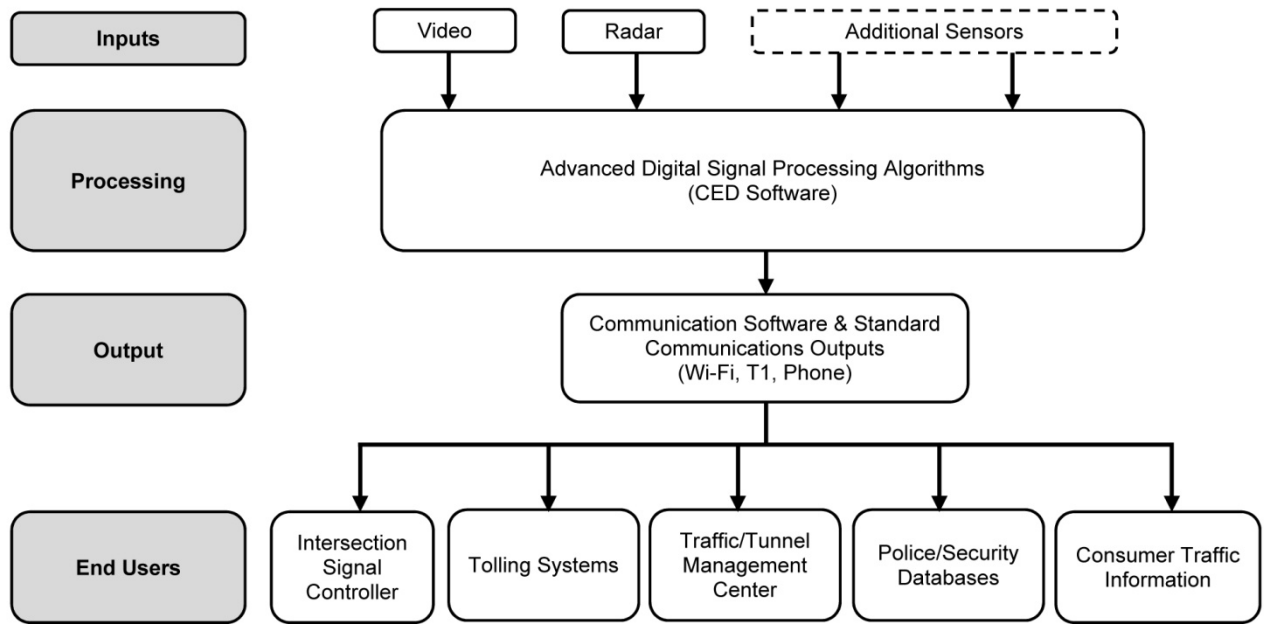 Inputs
Video
Radar
Additional Sensors
Processing
Advanced Digital Signal Processing Algorithms
(CED Software)
Output
Communication Software & Standard
Communications Outputs
(Wi-Fi, T1, Phone)
End Users
Intersection
Signal
Controller
Tolling Systems
Traffic/Tunnel
Management
Center
Police/Security
Databases
Consumer Traffic
Information